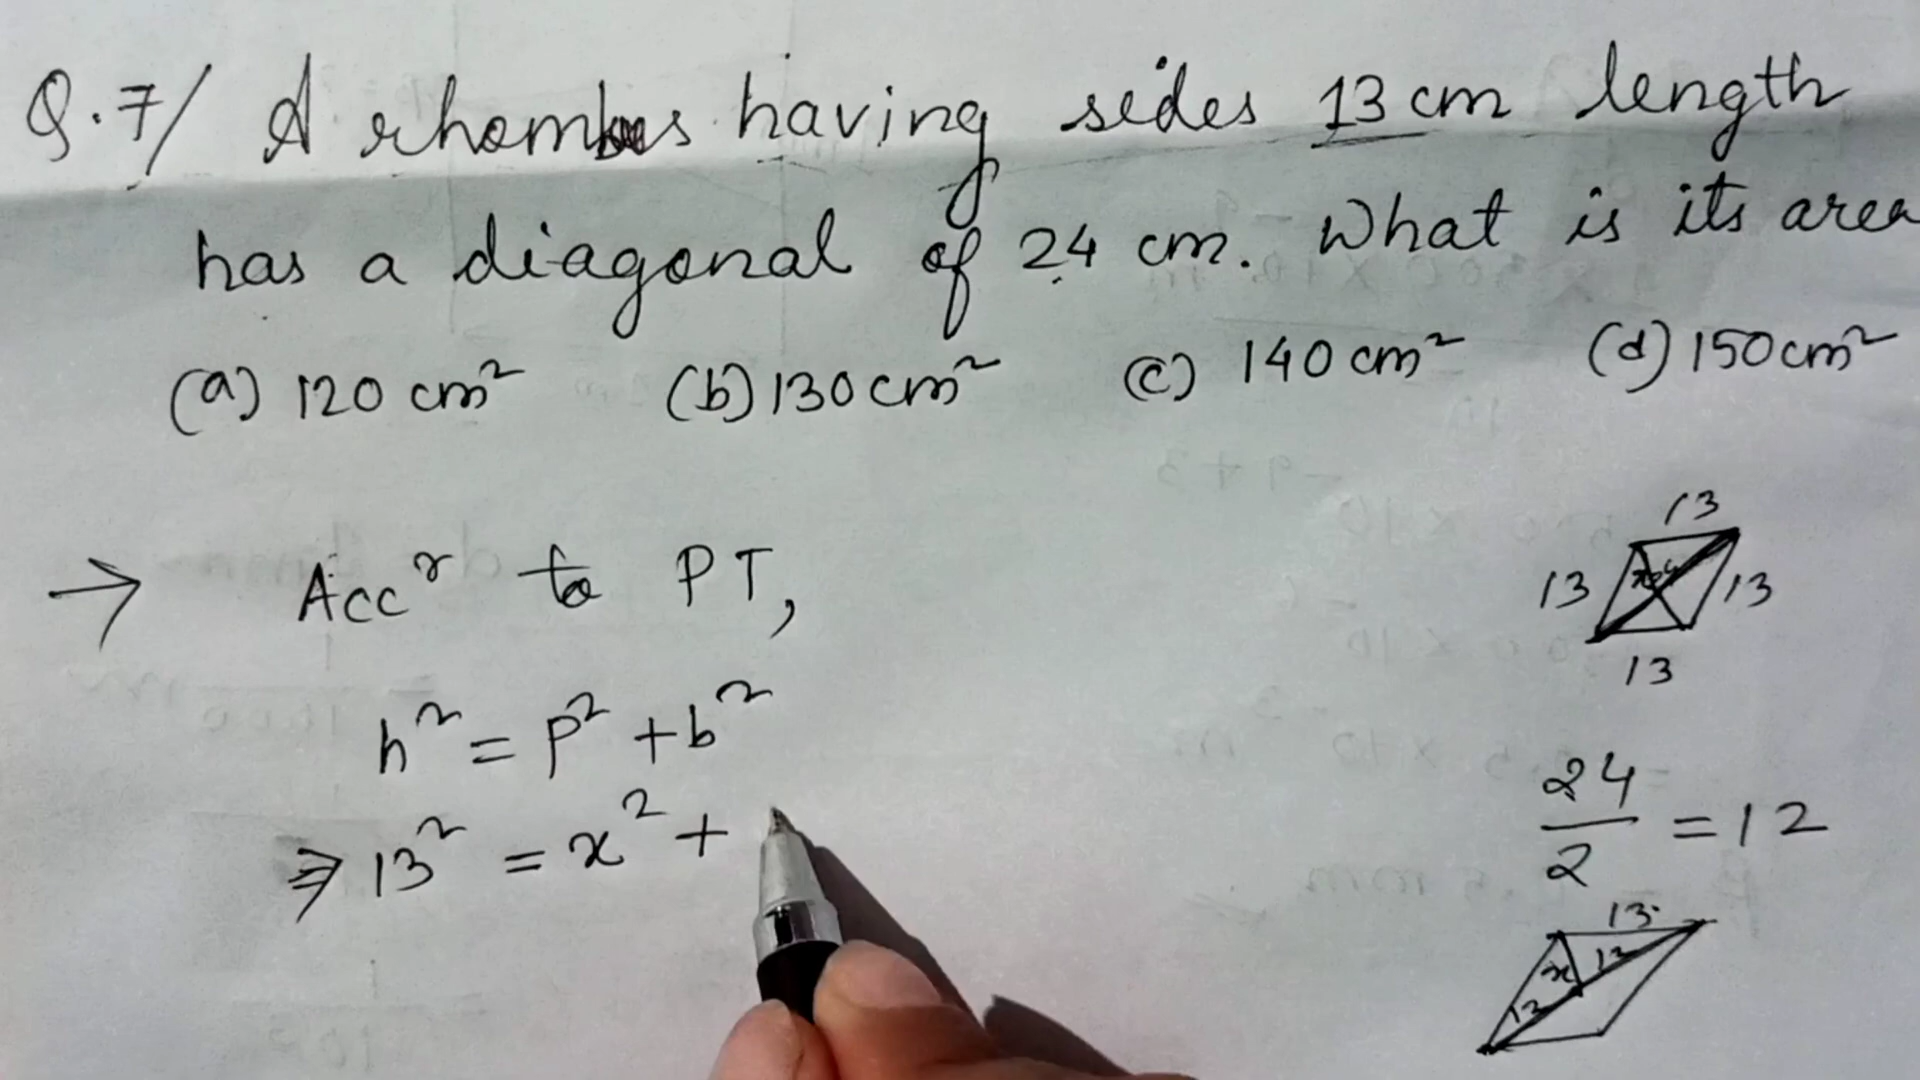 Q.7/ A rhombus having sides 13 cm length
has a diagonal of 24 cm. What is its area
(a) 120 cm² (b) 130 cm² (c) 140 cm² (d) 150 cm²
→ Accʳ to PT,
h² = p² + b²
⇒ 13² = x² +
13
13 13
13
24
2 = 12
13
x 12
12